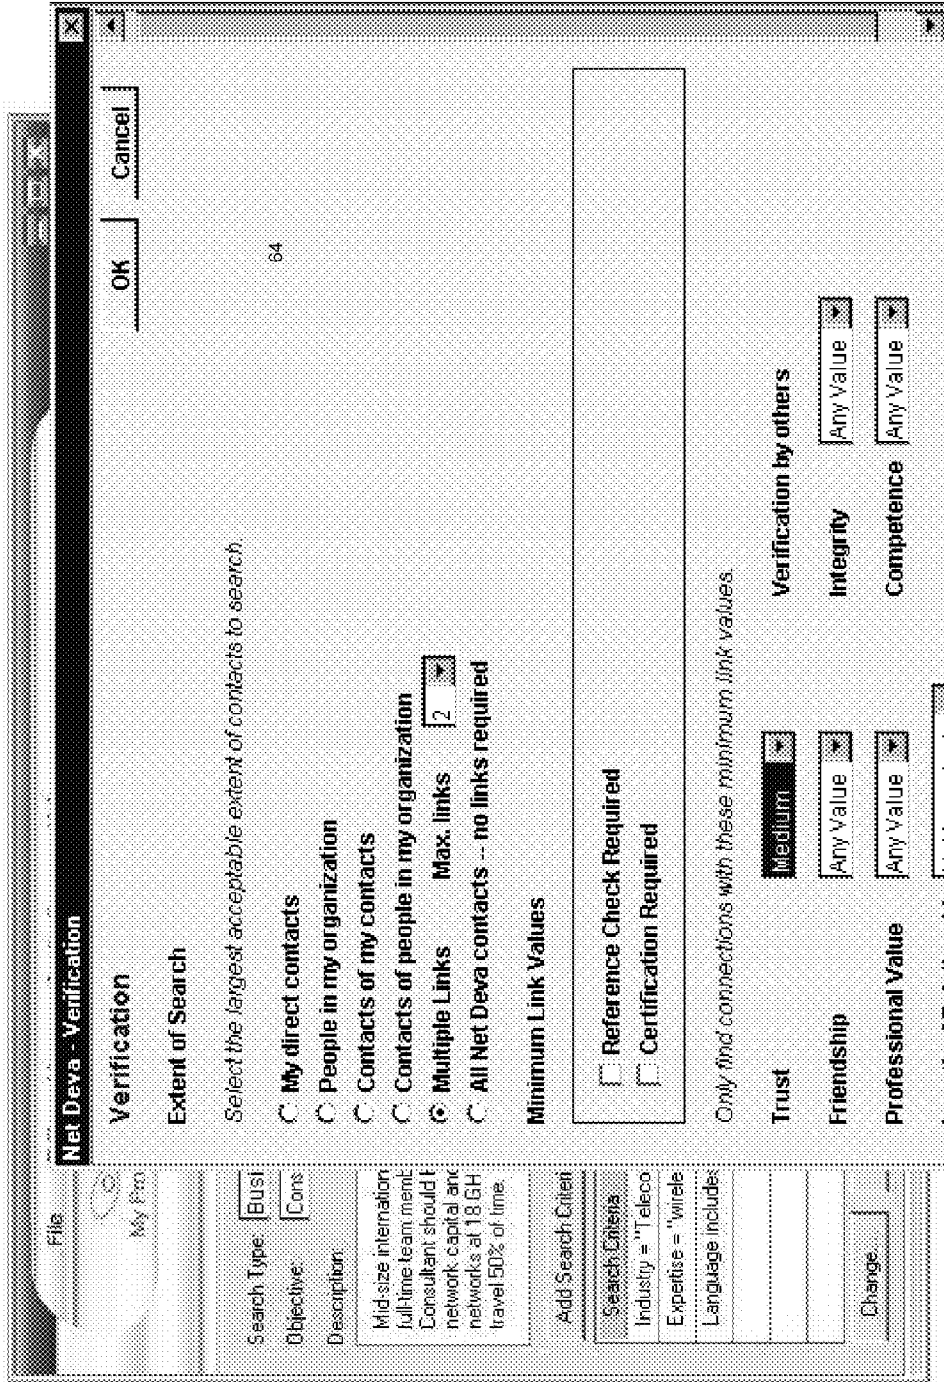 File
My Pro
Search Type: Busi
Objective: Cons
Description
Mid-size internation
full-time team memb
Consultant should h
network capital and
networks at 18 GH
travel 50% of time.
Add Search Criteri
Search Criteria
Industry = "Teleco
Expertise = "wirele
Language includes
Change...
Net Deva - Verification
Verification
OK
Cancel
Extent of Search
Select the largest acceptable extent of contacts to search.
64
My direct contacts
People in my organization
Contacts of my contacts
Contacts of people in my organization
Multiple Links Max. links 2
All Net Deva contacts -- no links required
Minimum Link Values
Reference Check Required
Certification Required
Only find connections with these minimum link values.
Trust Medium Verification by others
Friendship Any Value Integrity Any Value
Professional Value Any Value Competence Any Value